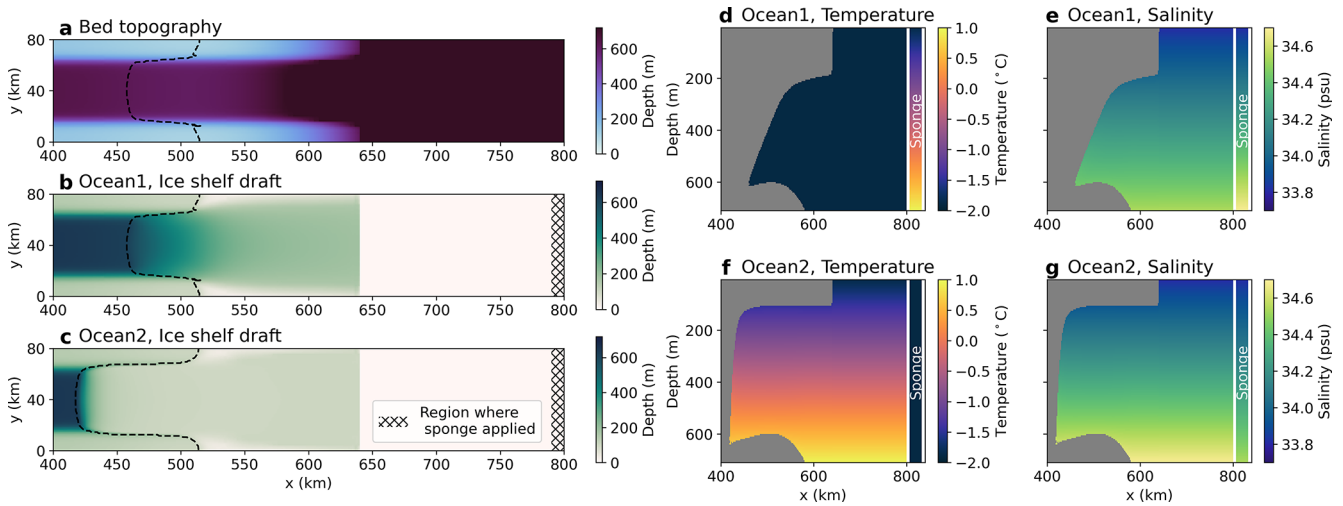 a Bed topography
80
40
0
y (km)
400 450 500 550 600 650 700 750 800
600
400
200
0
Depth (m)
b Ocean1, Ice shelf draft
80
40
0
y (km)
400 450 500 550 600 650 700 750 800
600
400
200
0
Depth (m)
c Ocean2, Ice shelf draft
80
40
0
y (km)
Region where
sponge applied
400 450 500 550 600 650 700 750 800
x (km)
600
400
200
0
Depth (m)
d Ocean1, Temperature
200
400
600
Depth (m)
Sponge
400 600 800
1.0
0.5
0.0
−0.5
−1.0
−1.5
−2.0
Temperature (°C)
e Ocean1, Salinity
Sponge
400 600 800
34.6
34.4
34.2
34.0
33.8
Salinity (psu)
f Ocean2, Temperature
200
400
600
Depth (m)
Sponge
400 600 800
x (km)
1.0
0.5
0.0
−0.5
−1.0
−1.5
−2.0
Temperature (°C)
g Ocean2, Salinity
Sponge
400 600 800
x (km)
34.6
34.4
34.2
34.0
33.8
Salinity (psu)